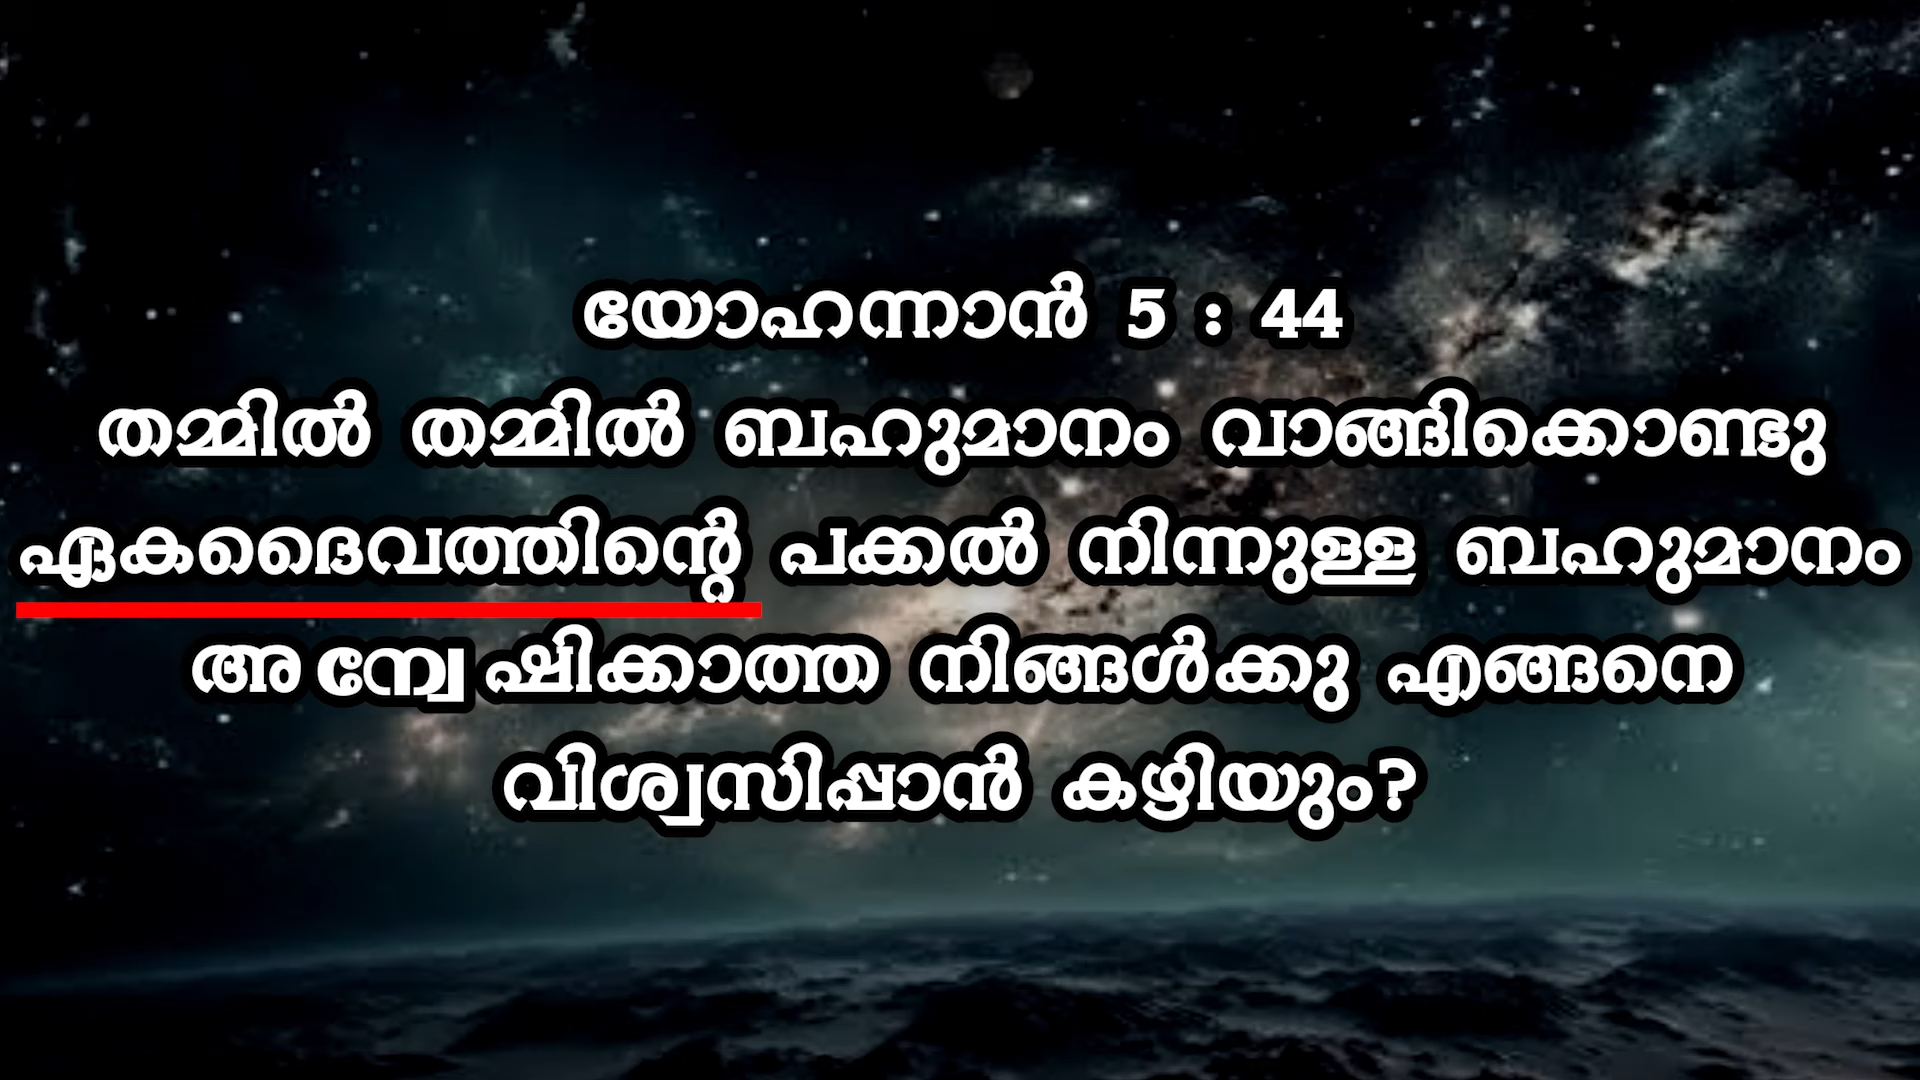 യോഹന്നാൻ 5 : 44
തമ്മിൽ തമ്മിൽ ബഹുമാനം വാങ്ങിക്കൊണ്ടു
ഏകദൈവത്തിന്റെ പക്കൽ നിന്നുള്ള ബഹുമാനം
അന്വേഷിക്കാത്ത നിങ്ങൾക്കു എങ്ങനെ
വിശ്വസിപ്പാൻ കഴിയും?